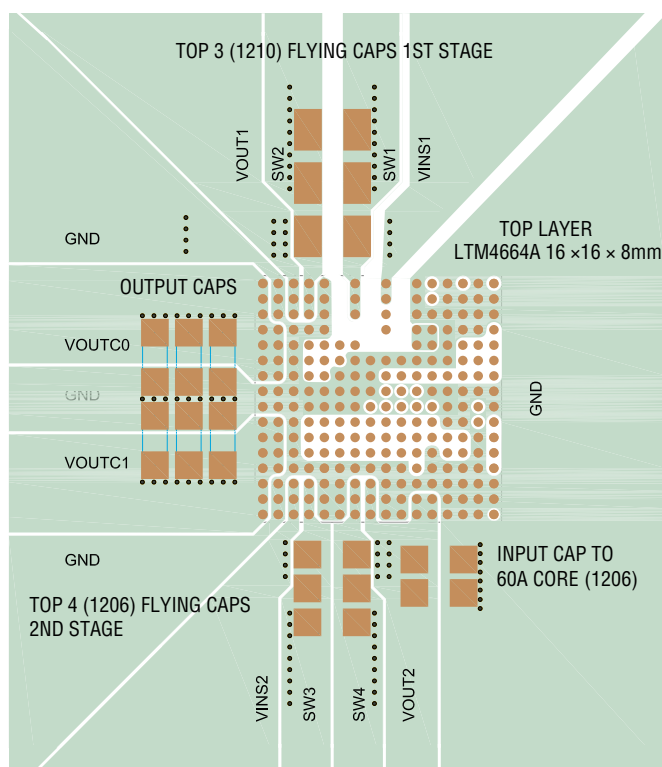 TOP 3 (1210) FLYING CAPS 1ST STAGE
VOUT1
SW2
SW1
VINS1
GND
TOP LAYER
LTM4664A 16 ×16 × 8mm
OUTPUT CAPS
VOUTC0
GND
GND
VOUTC1
GND
INPUT CAP TO
60A CORE (1206)
TOP 4 (1206) FLYING CAPS
2ND STAGE
VINS2
SW3
SW4
VOUT2